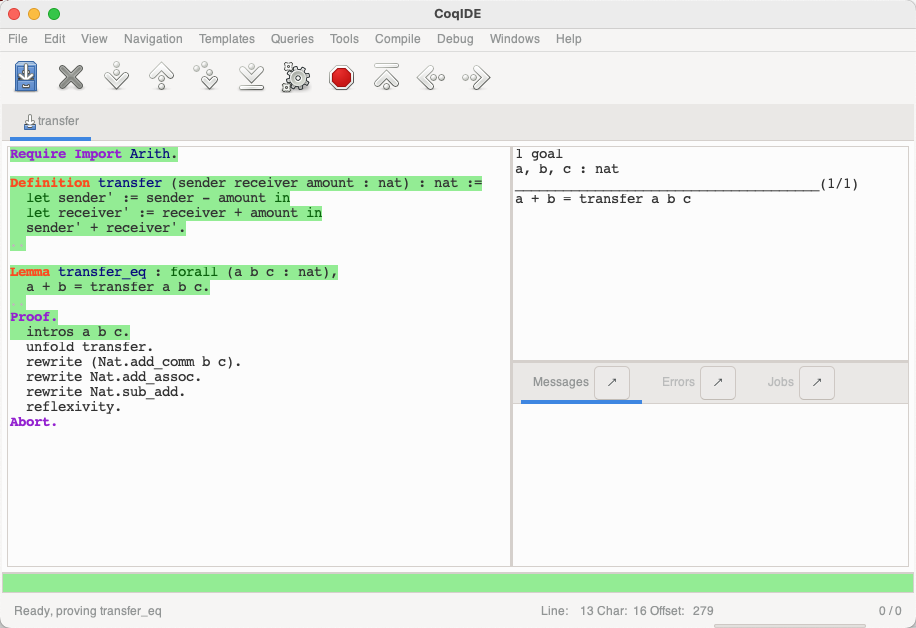 CoqIDE
File Edit View Navigation Templates Queries Tools Compile Debug Windows Help
transfer
Require Import Arith.
Definition transfer (sender receiver amount : nat) : nat :=
let sender' := sender - amount in
let receiver' := receiver + amount in
sender' + receiver'.
Lemma transfer_eq : forall (a b c : nat),
a + b = transfer a b c.
Proof.
intros a b c.
unfold transfer.
rewrite (Nat.add_comm b c).
rewrite Nat.add_assoc.
rewrite Nat.sub_add.
reflexivity.
Abort.
1 goal
a, b, c : nat
______________________________________(1/1)
a + b = transfer a b c
Messages Errors Jobs
Ready, proving transfer_eq Line: 13 Char: 16 Offset: 279 0 / 0